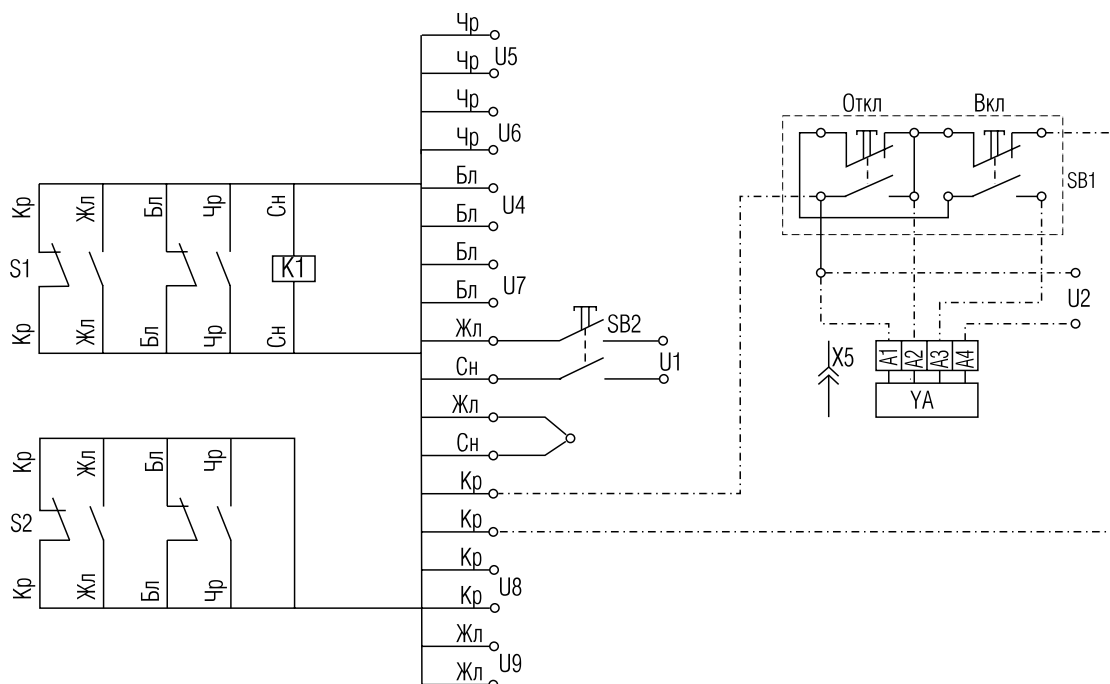 Чр
U5
Чр
Чр
Чр
U6
Бл
U4
Бл
Бл
Бл
U7
Жл
SB2
Сн
U1
Жл
Сн
Кр
Кр
Кр
U8
Кр
Жл
U9
Жл
Кр
Жл
Бл
Чр
Сн
S1
К1
Кр
Жл
Бл
Чр
Сн
Кр
Жл
Бл
Чр
S2
Кр
Жл
Бл
Чр
Откл
Вкл
SB1
U2
X5
A1
A2
A3
A4
YA